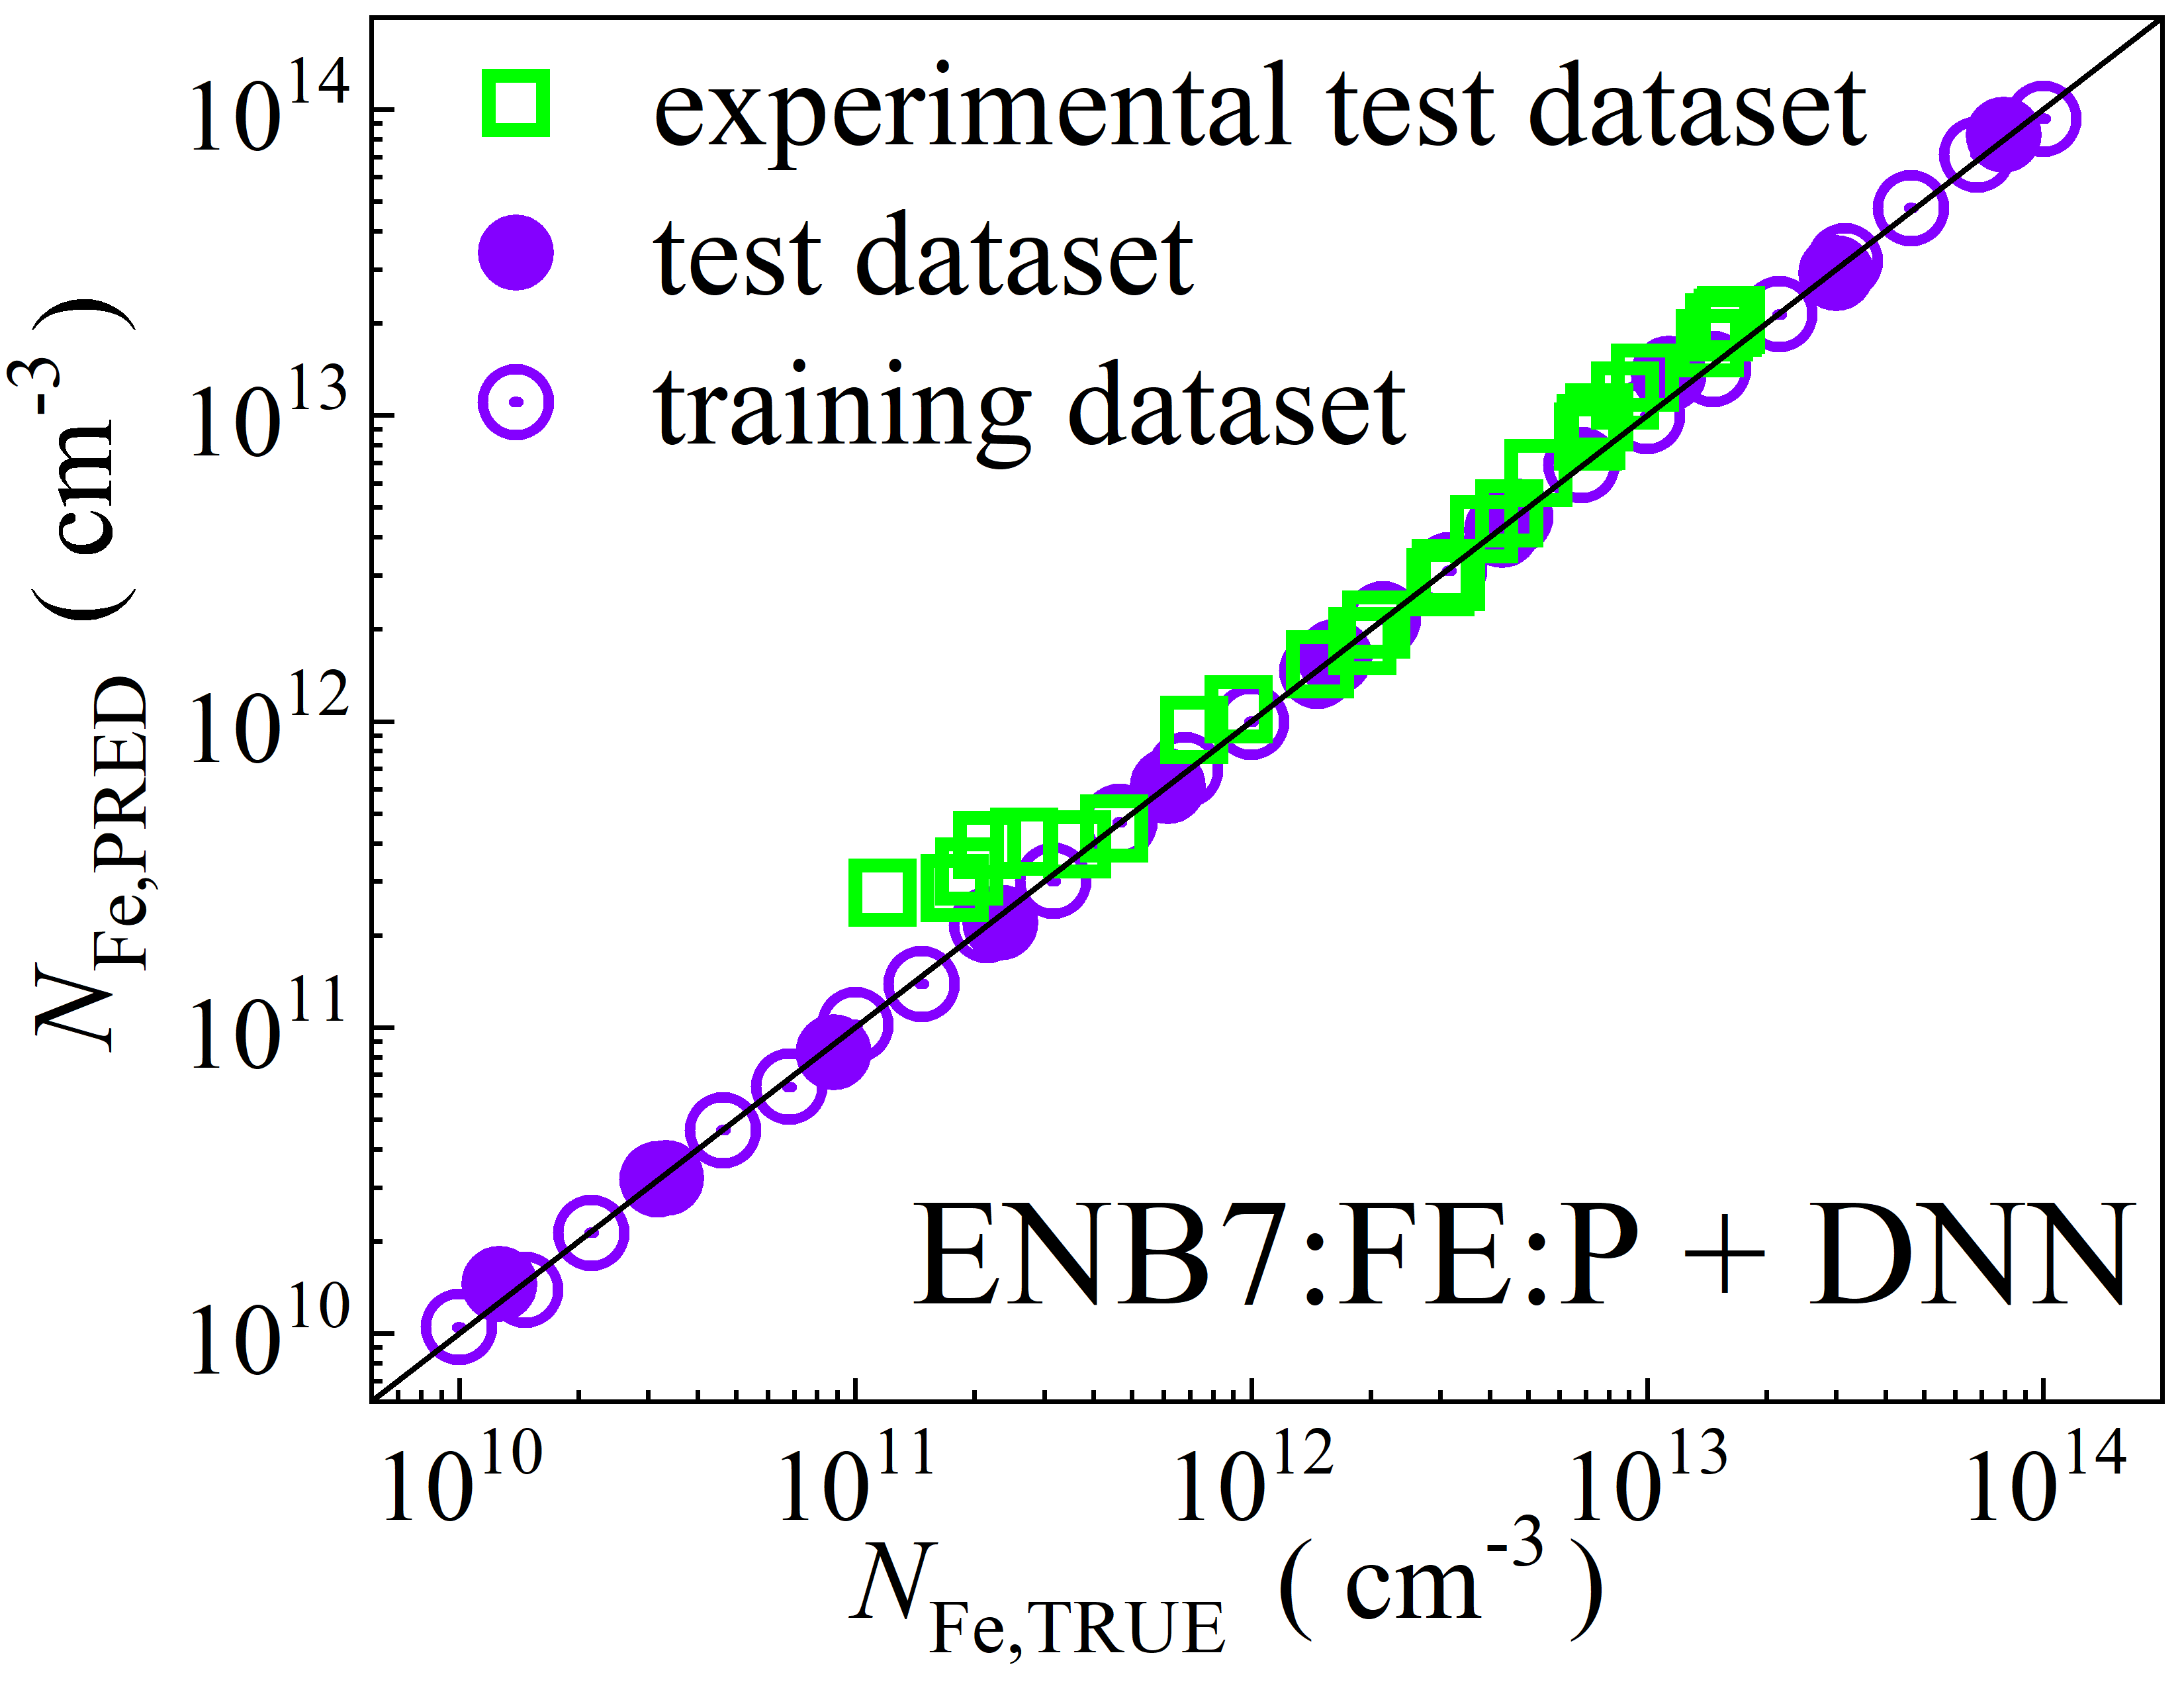 experimental test dataset
test dataset
training dataset
ENB7:FE:P + DNN
10^14
10^13
10^12
10^11
10^10
N_Fe,PRED ( cm^-3 )
10^10 10^11 10^12 10^13 10^14
N_Fe,TRUE ( cm^-3 )